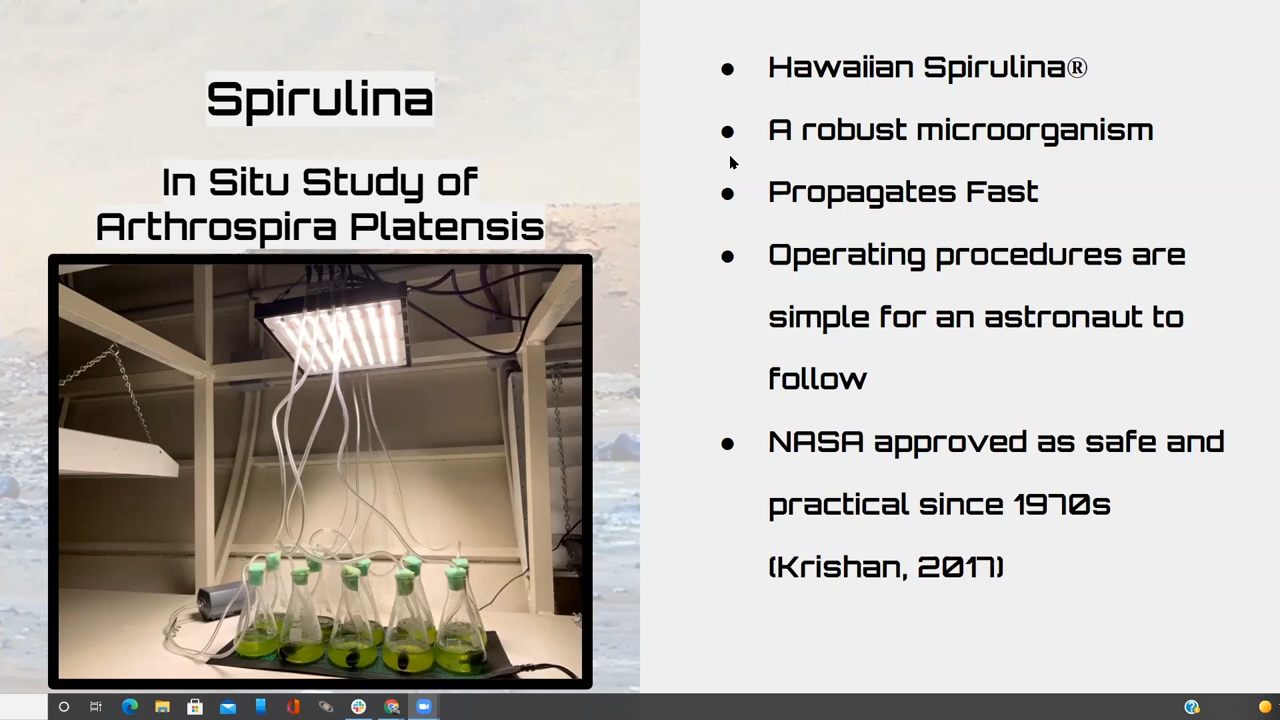 Spirulina
In Situ Study of
Arthrospira Platensis
● Hawaiian Spirulina®
● A robust microorganism
● Propagates Fast
● Operating procedures are
simple for an astronaut to
follow
● NASA approved as safe and
practical since 1970s
(Krishan, 2017)